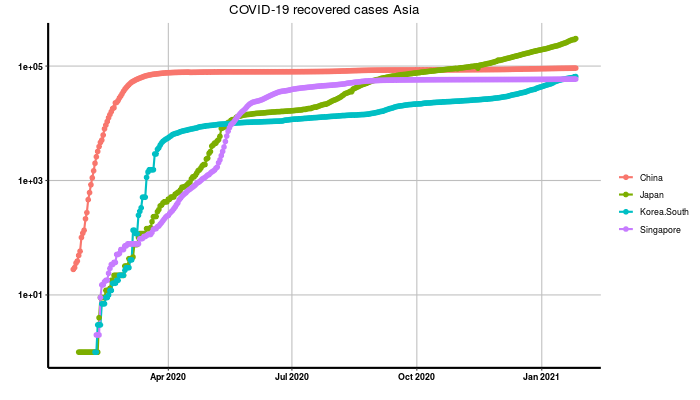 COVID-19 recovered cases Asia
1e+05
1e+03
1e+01
Apr 2020
Jul 2020
Oct 2020
Jan 2021
China
Japan
Korea.South
Singapore